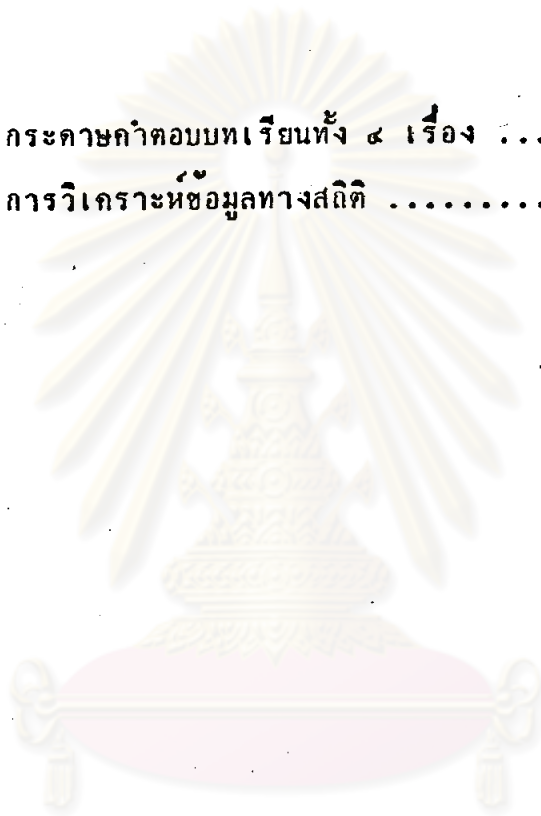 กระดาษคำตอบบทเรียนทั้ง ๔ เรื่อง ...
การวิเคราะห์ข้อมูลทางสถิติ .........